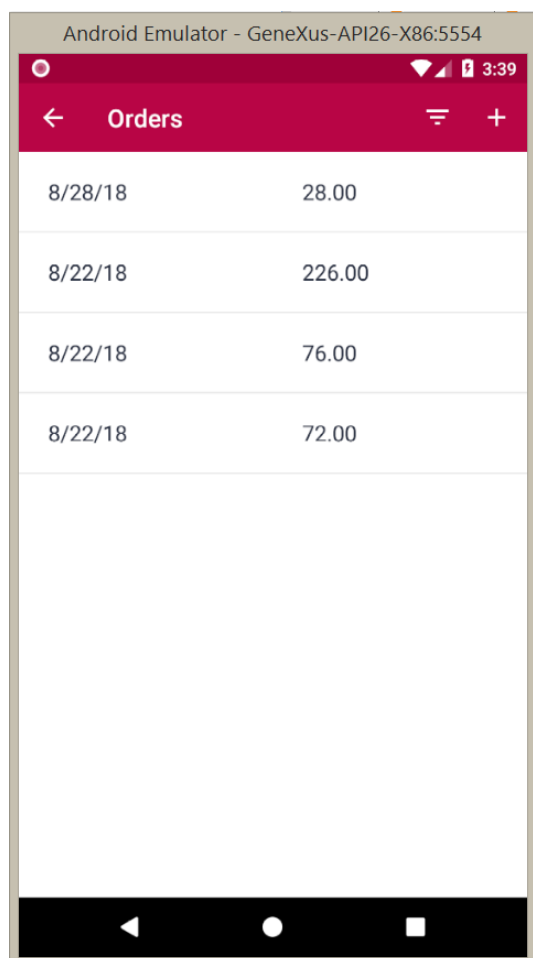 Android Emulator - GeneXus-API26-X86:5554
3:39
Orders
8/28/18 28.00
8/22/18 226.00
8/22/18 76.00
8/22/18 72.00